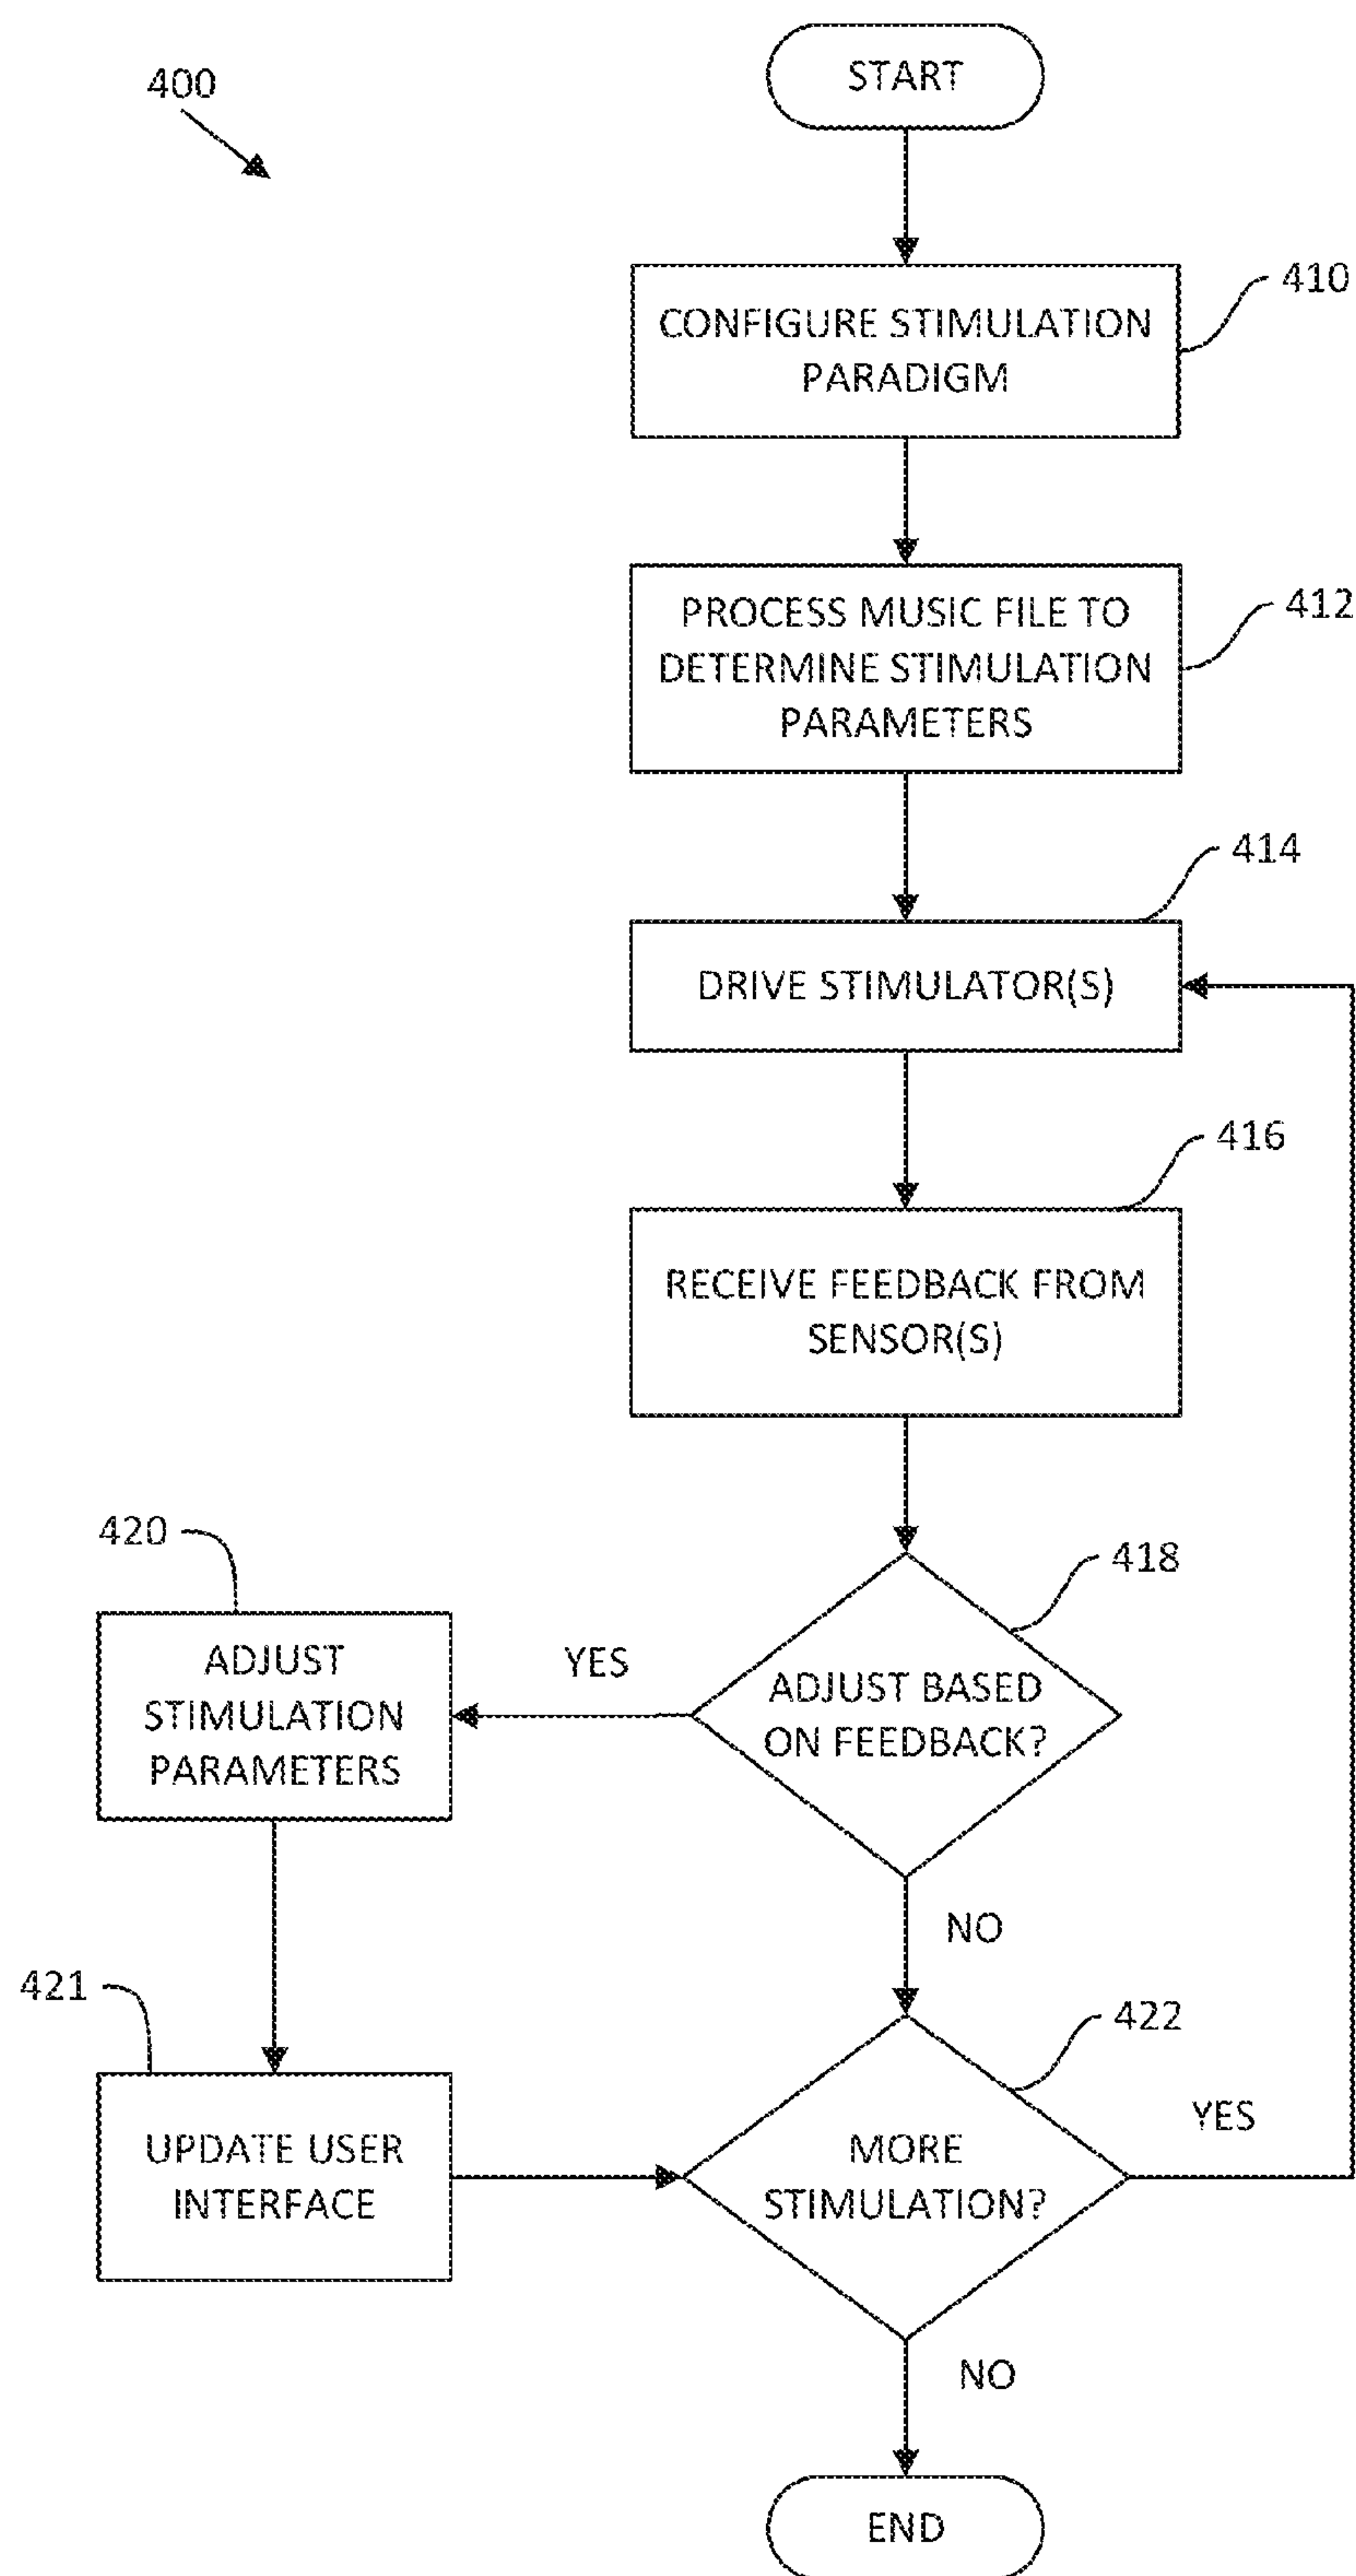 400
START
CONFIGURE STIMULATION
PARADIGM
410
PROCESS MUSIC FILE TO
DETERMINE STIMULATION
PARAMETERS
412
414
DRIVE STIMULATOR(S)
416
RECEIVE FEEDBACK FROM
SENSOR(S)
418
ADJUST BASED
ON FEEDBACK?
YES
420
ADJUST
STIMULATION
PARAMETERS
NO
421
UPDATE USER
INTERFACE
422
MORE
STIMULATION?
YES
NO
END